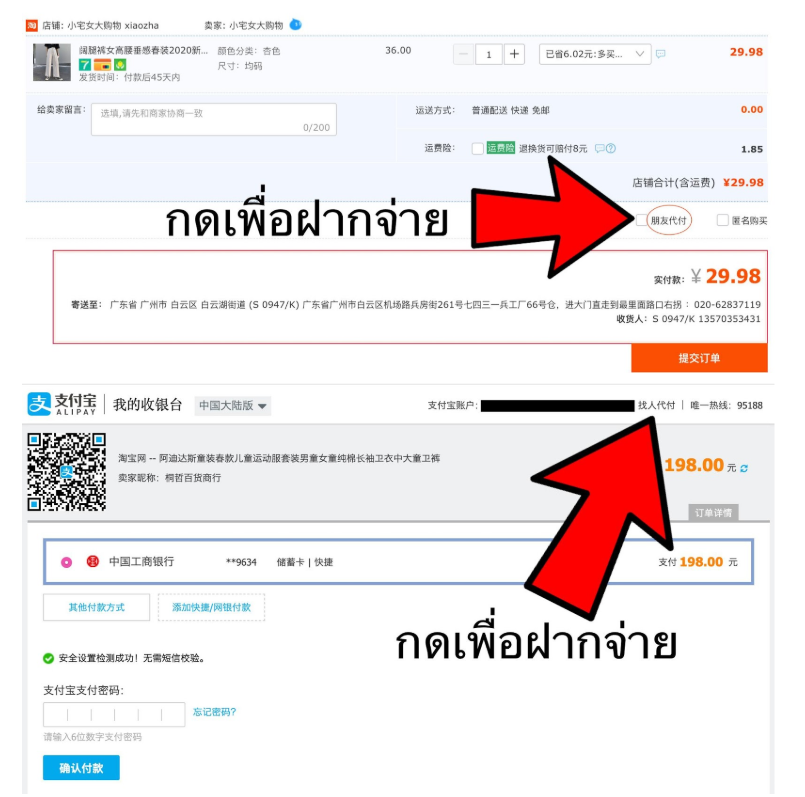 淘 店铺: 小宅女大购物 xiaozha 卖家: 小宅女大购物
阔腿裤女高腰垂感春装2020新... 颜色分类: 杏色 36.00 － 1 ＋ 已省6.02元:多买... 29.98
7 尺寸: 均码
发货时间: 付款后45天内
给卖家留言: 选填,请先和商家协商一致 运送方式: 普通配送 快递 免邮 0.00
0/200
运费险: 运费险 退换货可赔付8元 ? 1.85
店铺合计(含运费) ¥29.98
กดเพื่อฝากจ่าย 朋友代付 匿名购买
实付款: ¥ 29.98
寄送至: 广东省 广州市 白云区 白云湖街道 (S 0947/K) 广东省广州市白云区机场路兵房街261号七四三一兵工厂66号仓, 进大门直走到最里面路口右拐 : 020-62837119
收货人: S 0947/K 13570353431
提交订单
支 支付宝 ALIPAY 我的收银台 中国大陆版 支付宝账户: 找人代付 | 唯一热线: 95188
淘宝网 -- 阿迪达斯童装春款儿童运动服套装男童女童纯棉长袖卫衣中大童卫裤 198.00 元
卖家昵称: 桐哲百货商行
订单详情
中国工商银行 **9634 储蓄卡 | 快捷 支付 198.00 元
其他付款方式 添加快捷/网银付款
กดเพื่อฝากจ่าย
安全设置检测成功! 无需短信校验。
支付宝支付密码:
忘记密码?
请输入6位数字支付密码
确认付款